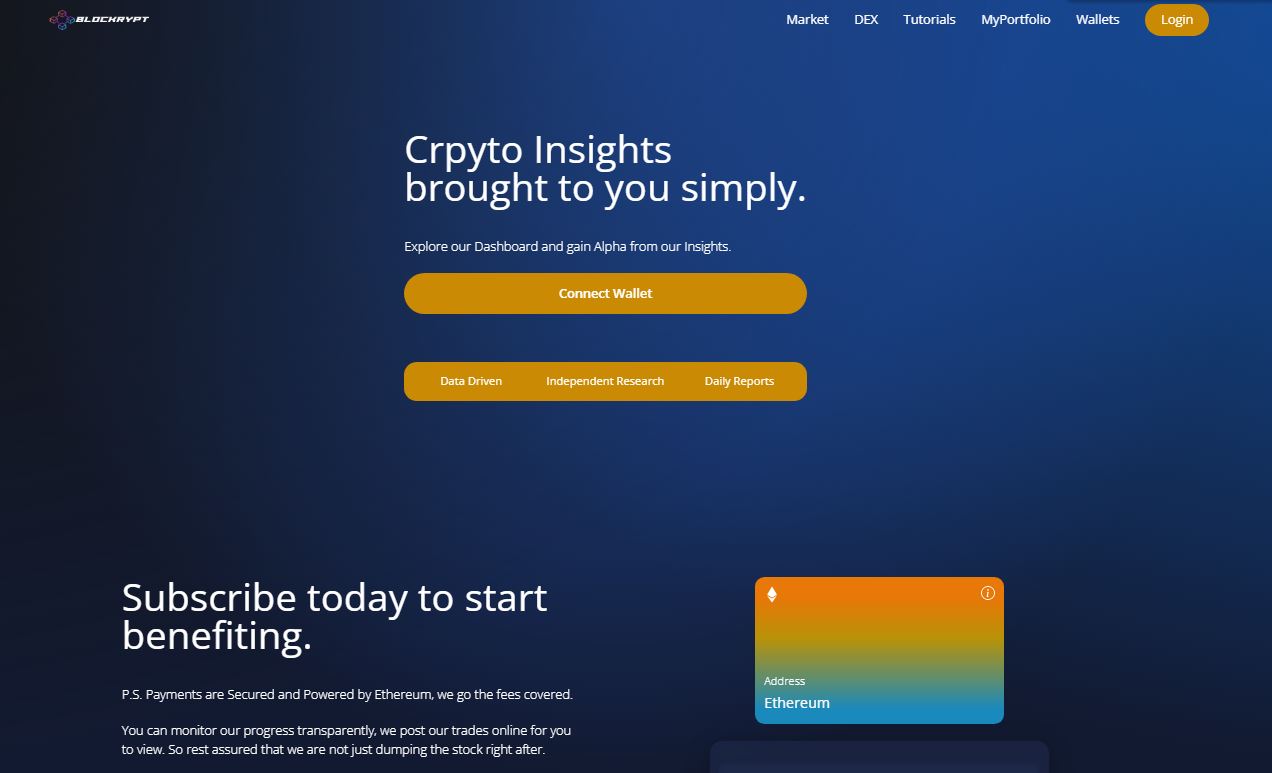 BLOCKRYPT
Market DEX Tutorials MyPortfolio Wallets Login
Crpyto Insights
brought to you simply.
Explore our Dashboard and gain Alpha from our Insights.
Connect Wallet
Data Driven Independent Research Daily Reports
Subscribe today to start
benefiting.
P.S. Payments are Secured and Powered by Ethereum, we go the fees covered.
You can monitor our progress transparently, we post our trades online for you
to view. So rest assured that we are not just dumping the stock right after.
Address
Ethereum